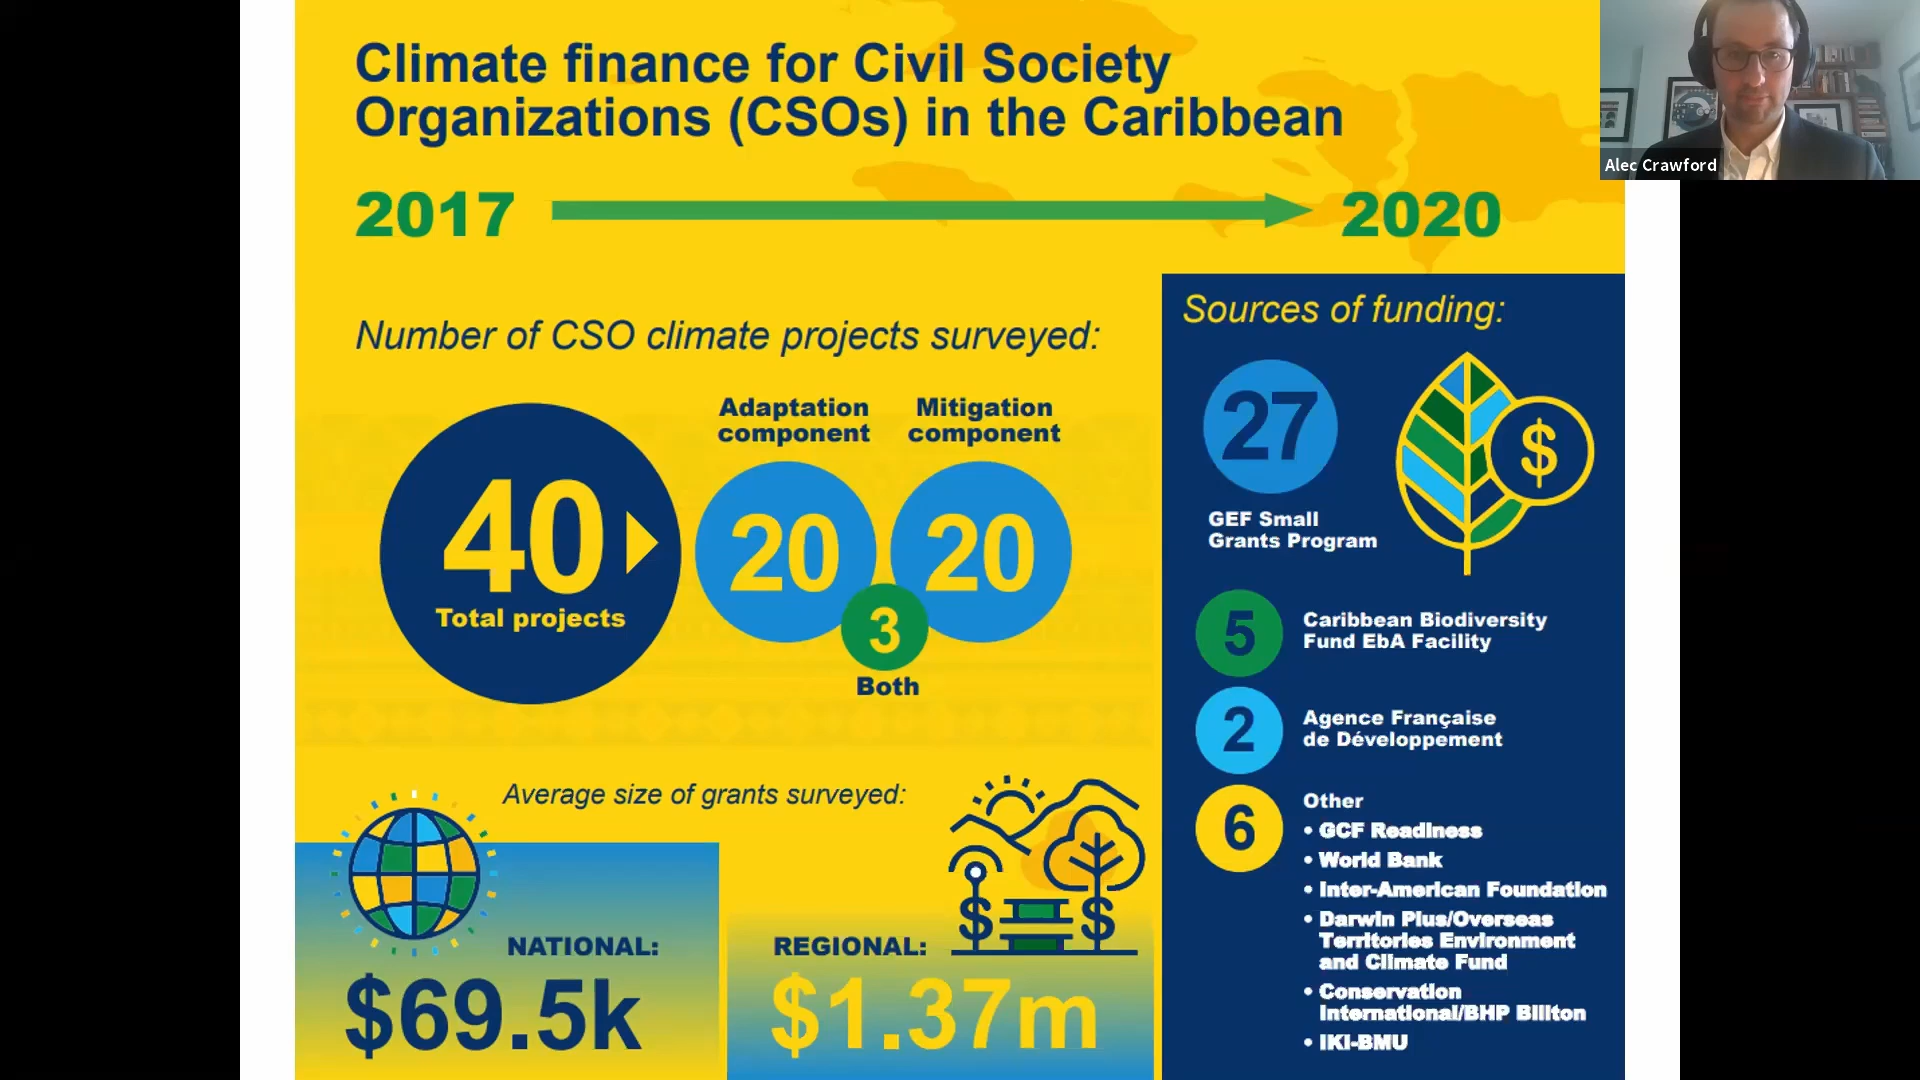 Climate finance for Civil Society
Organizations (CSOs) in the Caribbean
2017
2020
Number of CSO climate projects surveyed:
40
Total projects
Adaptation
component
20
Mitigation
component
20
3
Both
Average size of grants surveyed:
NATIONAL:
$69.5k
REGIONAL:
$1.37m
$ $
Sources of funding:
27
$
GEF Small
Grants Program
5
Caribbean Biodiversity
Fund EbA Facility
2
Agence Française
de Développement
6
Other
• GCF Readiness
• World Bank
• Inter-American Foundation
• Darwin Plus/Overseas
Territories Environment
and Climate Fund
• Conservation
International/BHP Billiton
• IKI-BMU
Alec Crawford